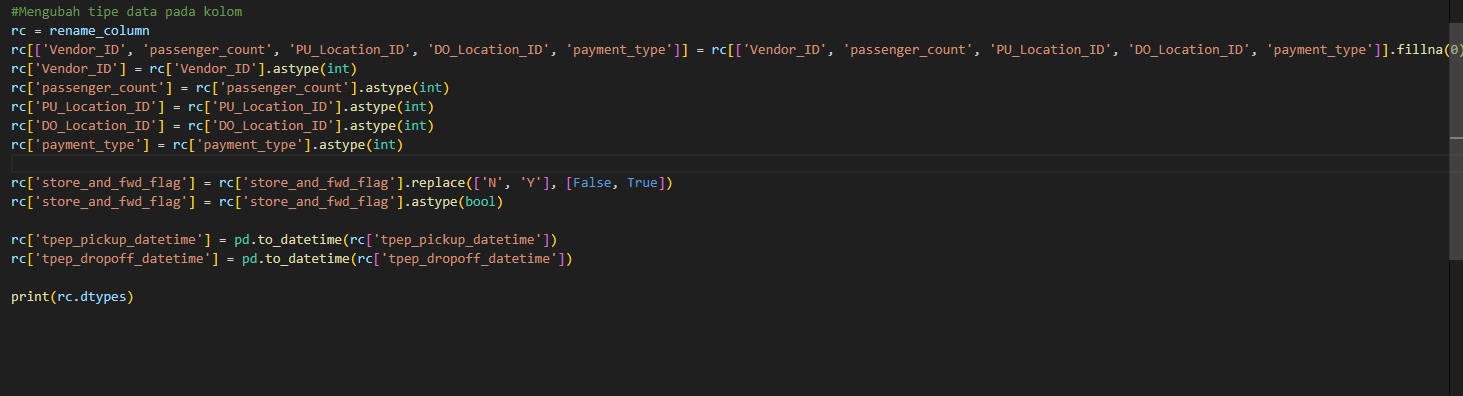 #Mengubah tipe data pada kolom
rc = rename_column
rc[['Vendor_ID', 'passenger_count', 'PU_Location_ID', 'DO_Location_ID', 'payment_type']] = rc[['Vendor_ID', 'passenger_count', 'PU_Location_ID', 'DO_Location_ID', 'payment_type']].fillna(0)
rc['Vendor_ID'] = rc['Vendor_ID'].astype(int)
rc['passenger_count'] = rc['passenger_count'].astype(int)
rc['PU_Location_ID'] = rc['PU_Location_ID'].astype(int)
rc['DO_Location_ID'] = rc['DO_Location_ID'].astype(int)
rc['payment_type'] = rc['payment_type'].astype(int)
rc['store_and_fwd_flag'] = rc['store_and_fwd_flag'].replace(['N', 'Y'], [False, True])
rc['store_and_fwd_flag'] = rc['store_and_fwd_flag'].astype(bool)
rc['tpep_pickup_datetime'] = pd.to_datetime(rc['tpep_pickup_datetime'])
rc['tpep_dropoff_datetime'] = pd.to_datetime(rc['tpep_dropoff_datetime'])
print(rc.dtypes)